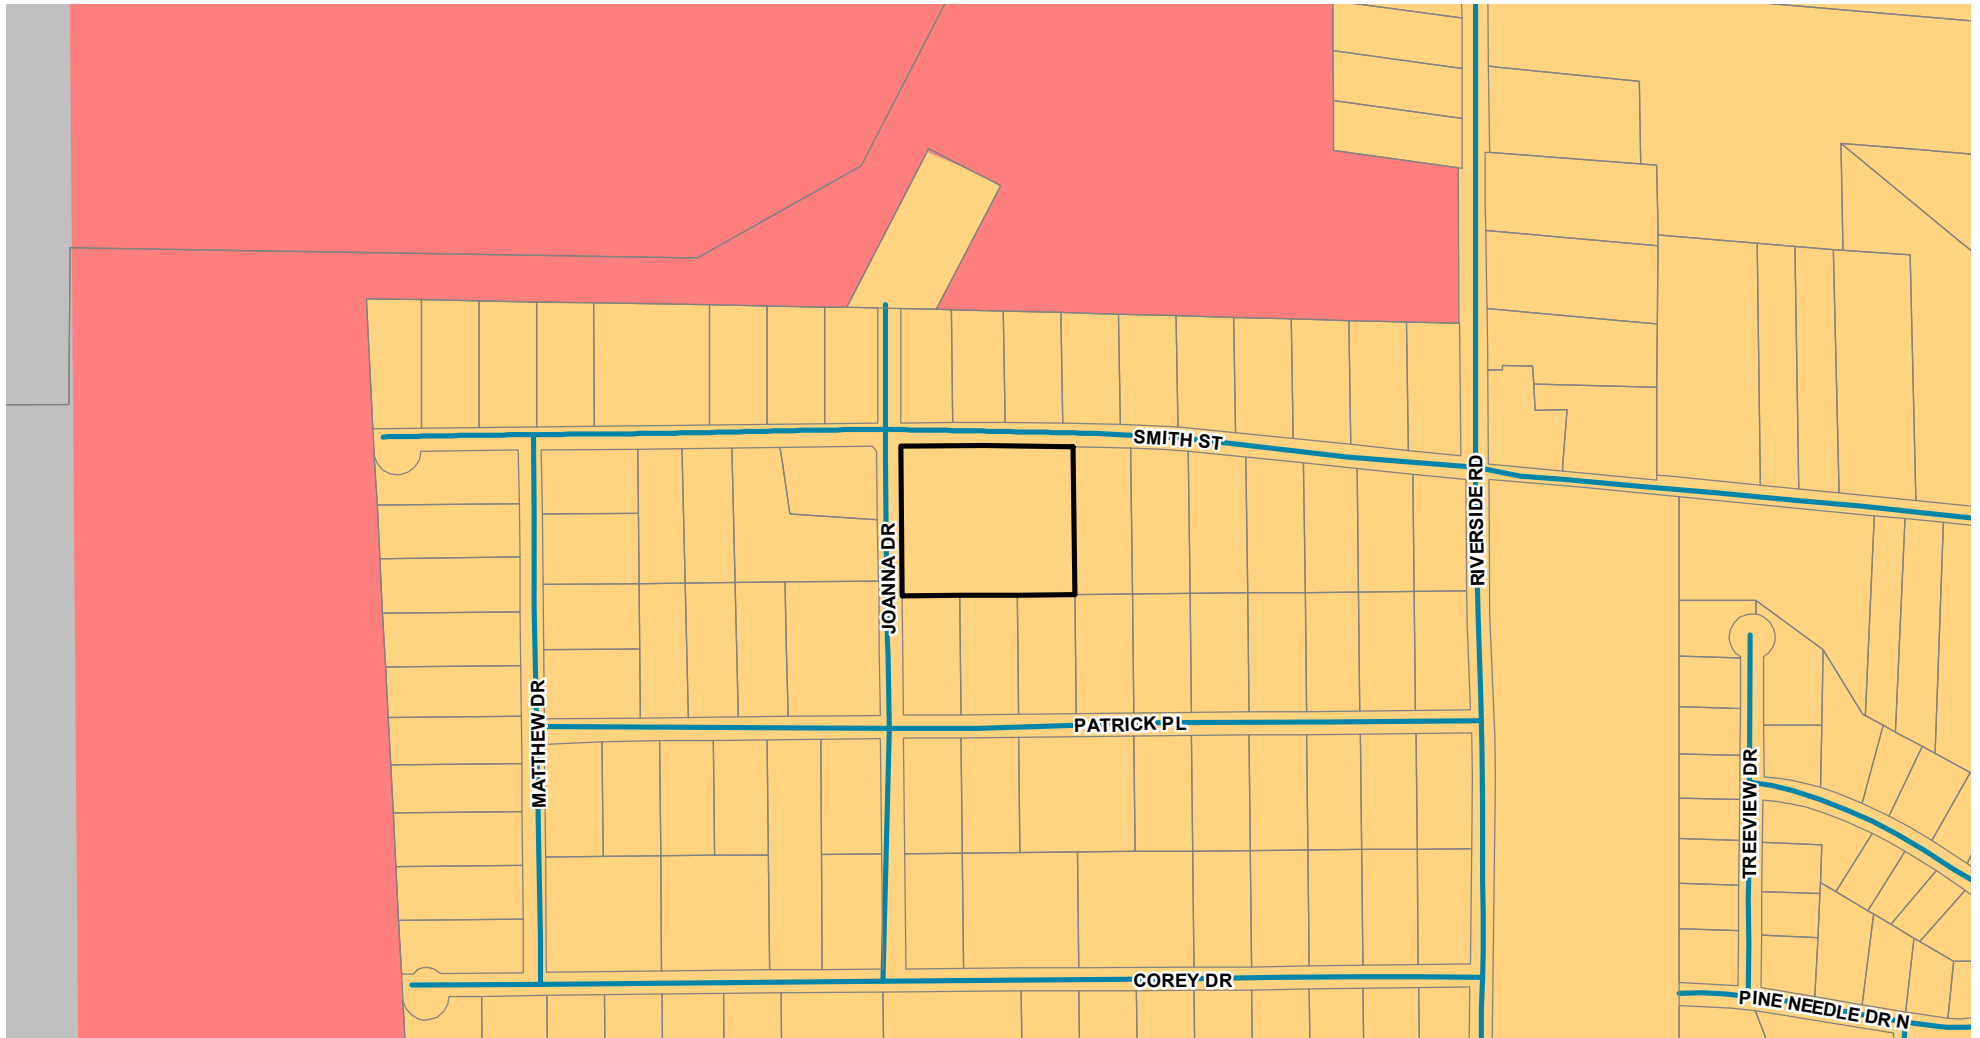 SMITH ST
RIVERSIDE RD
JOANNA DR
MATTHEW DR
PATRICK PL
TREEVIEW DR
COREY DR
PINE NEEDLE DR N